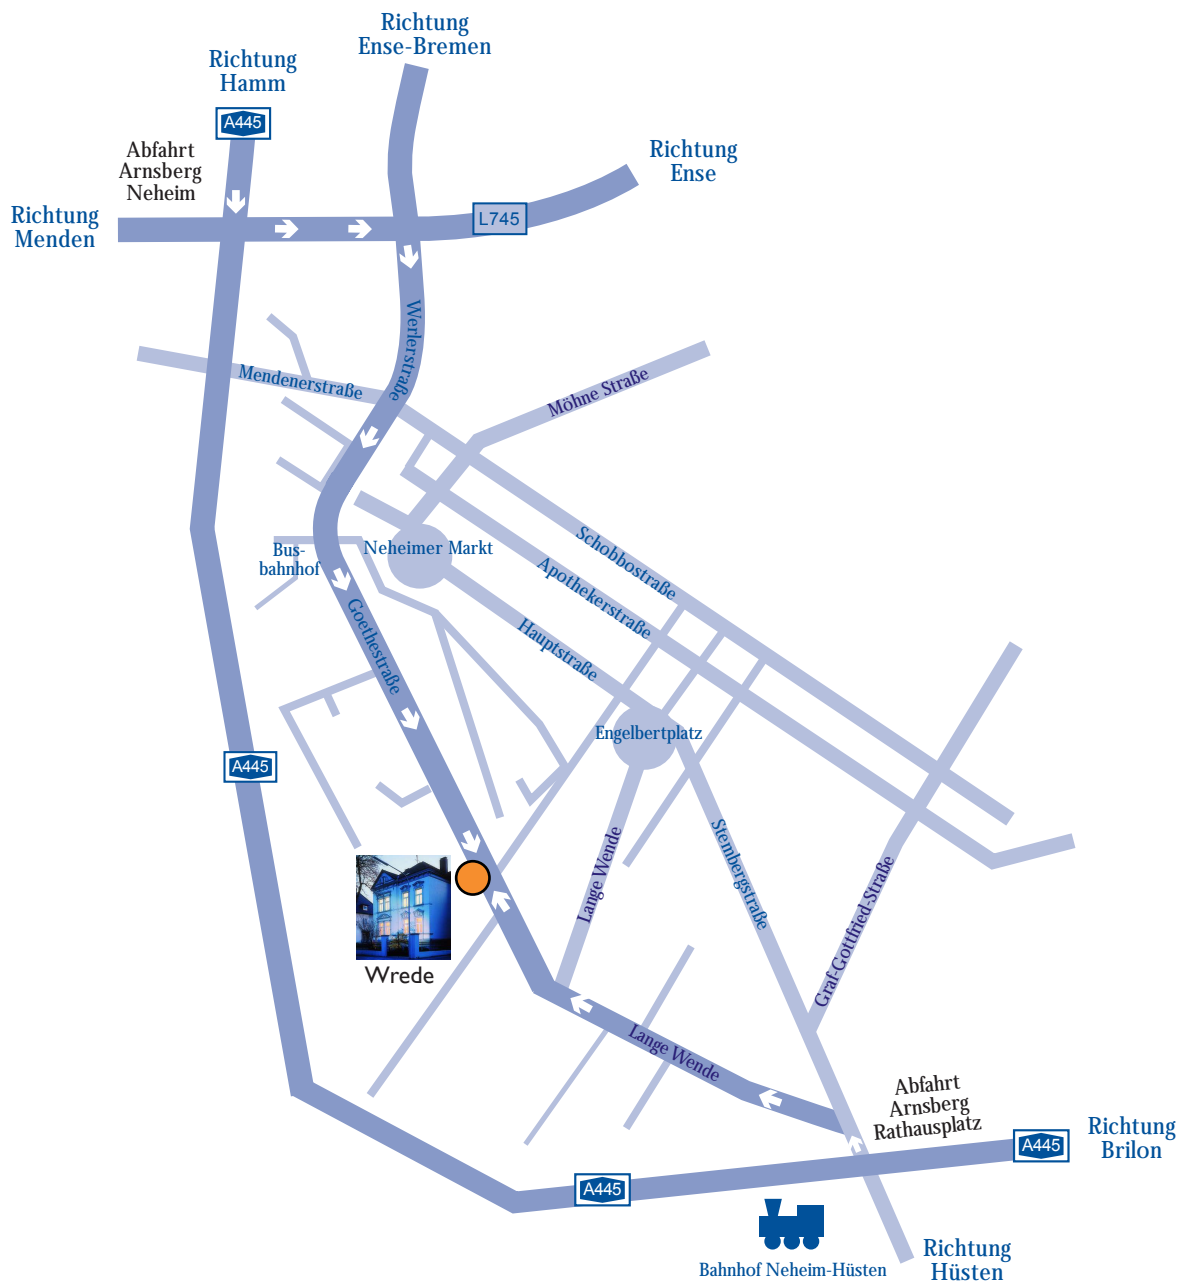 Richtung
Ense-Bremen
Richtung
Hamm
A445
Abfahrt
Arnsberg
Neheim
Richtung
Ense
Richtung
Menden
L745
Werlerstraße
Mendenerstraße
Möhne Straße
Schobbostraße
Bus-
bahnhof
Neheimer Markt
Apothekerstraße
Goethestraße
Hauptstraße
Engelbertplatz
A445
Stembergstraße
Lange Wende
Graf-Gottfried-Straße
Wrede
Lange Wende
Abfahrt
Arnsberg
Rathausplatz
Richtung
Brilon
A445
A445
Bahnhof Neheim-Hüsten
Richtung
Hüsten